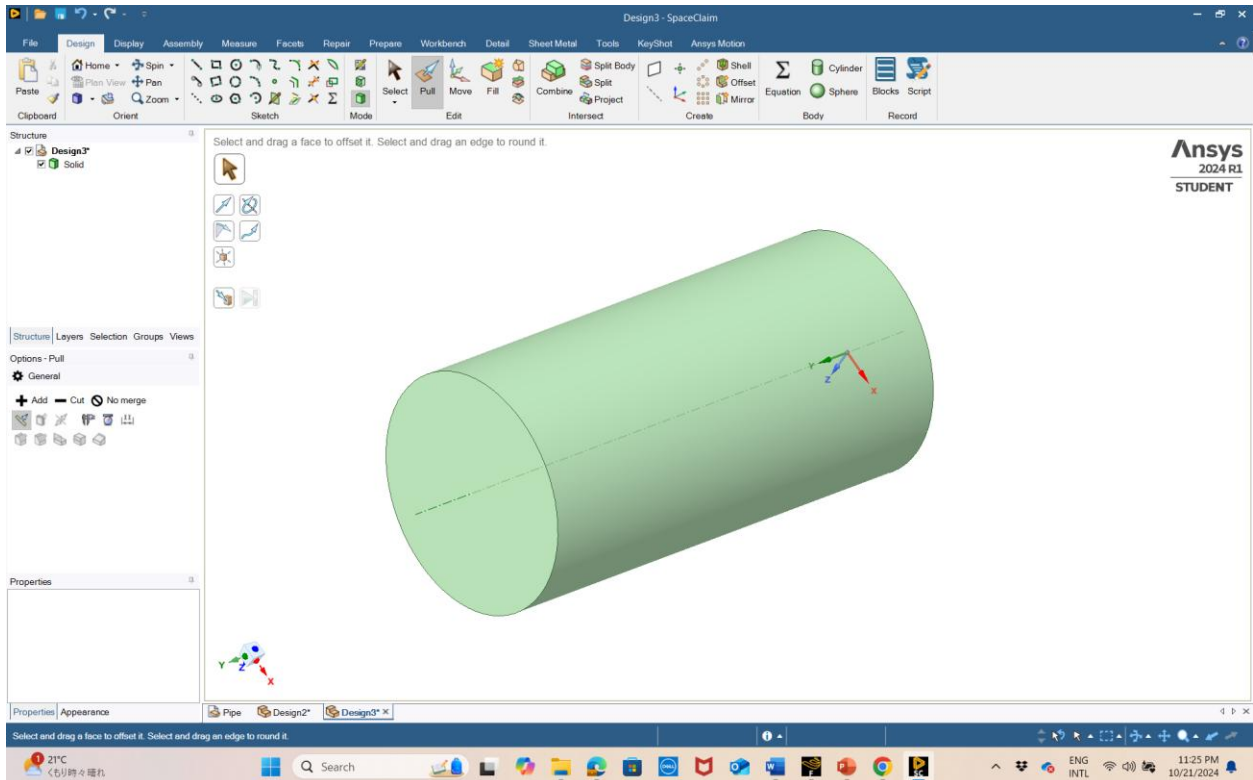 Design3 - SpaceClaim
File Design Display Assembly Measure Facets Repair Prepare Workbench Detail Sheet Metal Tools KeyShot Ansys Motion
Paste
Home
Spin
Plan View
Pan
Zoom
Select
Pull
Move
Fill
Combine
Split Body
Split
Project
Shell
Offset
Mirror
Equation
Cylinder
Sphere
Blocks
Script
Clipboard Orient Sketch Mode Edit Intersect Create Body Record
Structure
Design3*
Solid
Select and drag a face to offset it. Select and drag an edge to round it.
Ansys
2024 R1
STUDENT
Structure Layers Selection Groups Views
Options - Pull
General
Add Cut No merge
Y
Z
X
Properties
Y
Z
X
Properties Appearance
Pipe Design2* Design3*
Select and drag a face to offset it. Select and drag an edge to round it.
1
21°C
くもり時々晴れ
Search
ENG
INTL
11:25 PM